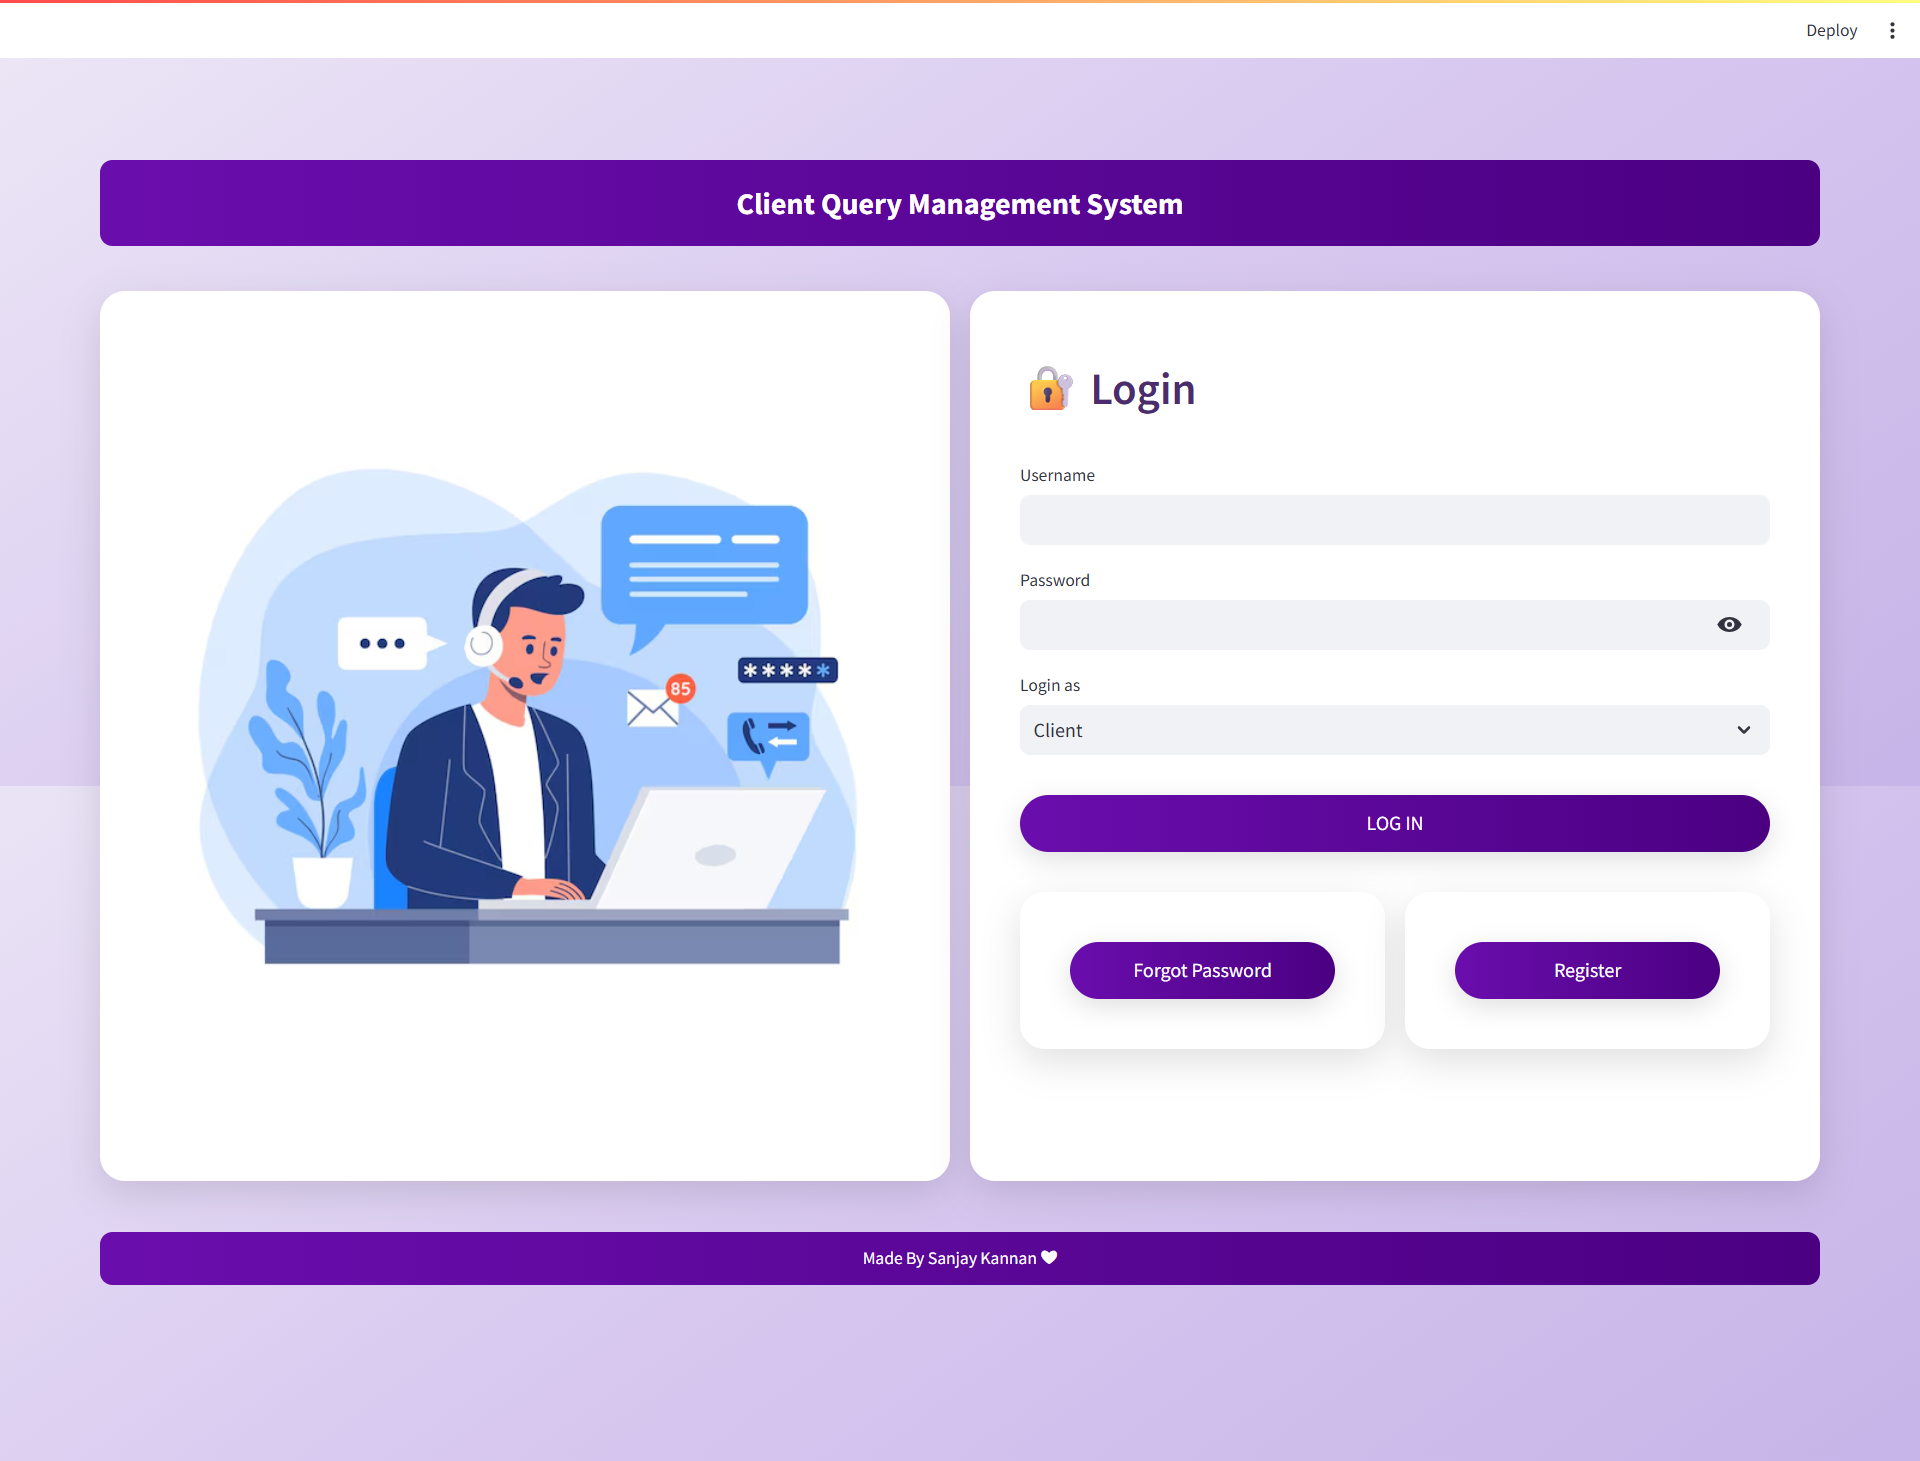 Deploy
Client Query Management System
85
*****
Login
Username
Password
Login as
Client
LOG IN
Forgot Password
Register
Made By Sanjay Kannan